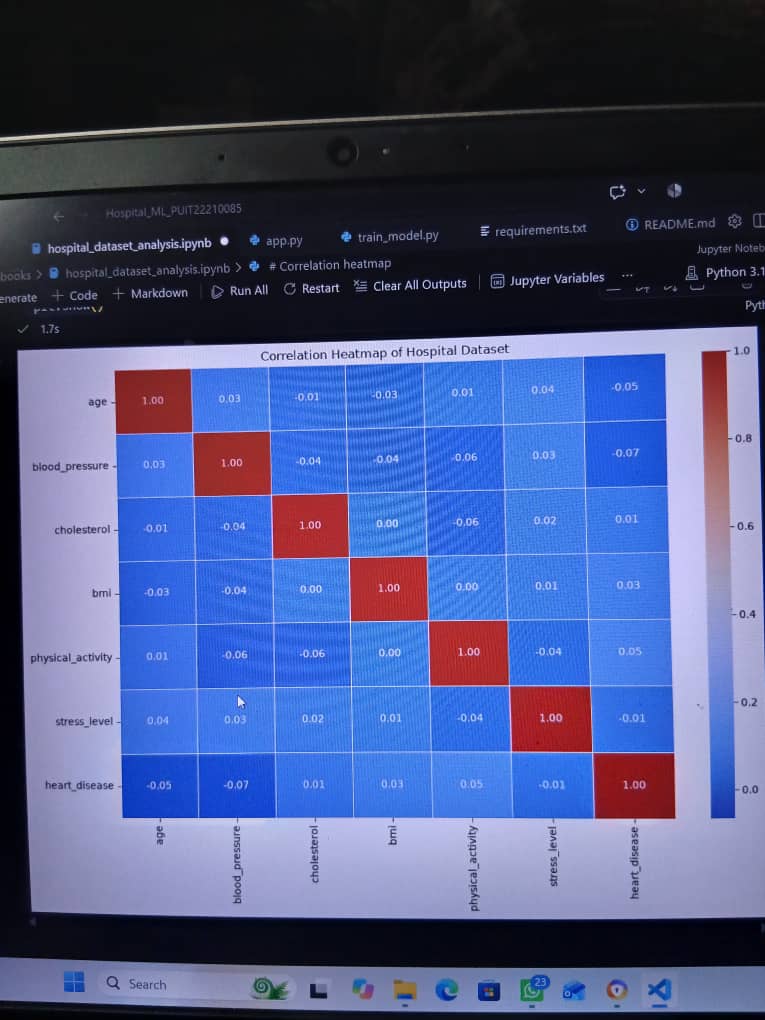 Hospital_ML_PUIT22210085
hospital_dataset_analysis.ipynb app.py train_model.py requirements.txt README.md
books > hospital_dataset_analysis.ipynb > # Correlation heatmap
Jupyter Noteb
enerate + Code + Markdown Run All Restart Clear All Outputs Jupyter Variables ... Python 3.1
1.7s
Pyth
Correlation Heatmap of Hospital Dataset
age 1.00 0.03 -0.01 -0.03 0.01 0.04 -0.05
blood_pressure 0.03 1.00 -0.04 -0.04 -0.06 0.03 -0.07
cholesterol -0.01 -0.04 1.00 0.00 -0.06 0.02 0.01
bmi -0.03 -0.04 0.00 1.00 0.00 0.01 0.03
physical_activity 0.01 -0.06 -0.06 0.00 1.00 -0.04 0.05
stress_level 0.04 0.03 0.02 0.01 -0.04 1.00 -0.01
heart_disease -0.05 -0.07 0.01 0.03 0.05 -0.01 1.00
age blood_pressure cholesterol bmi physical_activity stress_level heart_disease
1.0
0.8
0.6
0.4
0.2
0.0
Search
23